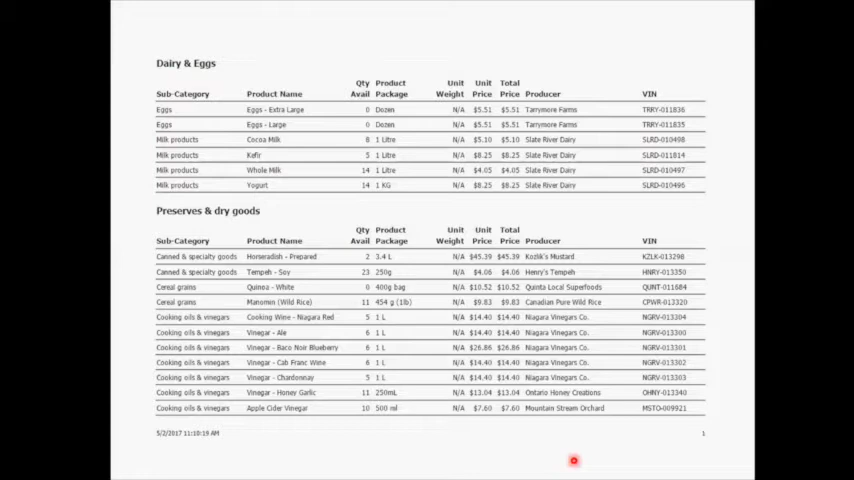 Dairy & Eggs
Qty Product Unit Unit Total
Sub-Category Product Name Avail Package Weight Price Price Producer VIN
Eggs Eggs - Extra Large 0 Dozen N/A $5.51 $5.51 Tarrymore Farms TRRY-011836
Eggs Eggs - Large 0 Dozen N/A $5.51 $5.51 Tarrymore Farms TRRY-011835
Milk products Cocoa Milk 8 1 Litre N/A $5.10 $5.10 Slate River Dairy SLRD-010498
Milk products Kefir 5 1 Litre N/A $8.25 $8.25 Slate River Dairy SLRD-011814
Milk products Whole Milk 14 1 Litre N/A $4.05 $4.05 Slate River Dairy SLRD-010497
Milk products Yogurt 14 1 KG N/A $8.25 $8.25 Slate River Dairy SLRD-010496
Preserves & dry goods
Qty Product Unit Unit Total
Sub-Category Product Name Avail Package Weight Price Price Producer VIN
Canned & specialty goods Horseradish - Prepared 2 3.4 L N/A $45.39 $45.39 Kozlik's Mustard KZLK-013298
Canned & specialty goods Tempeh - Soy 23 250g N/A $4.06 $4.06 Henry's Tempeh HNRY-013350
Cereal grains Quinoa - White 0 400g bag N/A $10.52 $10.52 Quinta Local Superfoods QUNT-011684
Cereal grains Manomin (Wild Rice) 11 454 g (1lb) N/A $9.83 $9.83 Canadian Pure Wild Rice CPWR-013320
Cooking oils & vinegars Cooking Wine - Niagara Red 5 1 L N/A $14.40 $14.40 Niagara Vinegars Co. NGRV-013304
Cooking oils & vinegars Vinegar - Ale 6 1 L N/A $14.40 $14.40 Niagara Vinegars Co. NGRV-013300
Cooking oils & vinegars Vinegar - Baco Noir Blueberry 6 1 L N/A $26.86 $26.86 Niagara Vinegars Co. NGRV-013301
Cooking oils & vinegars Vinegar - Cab Franc Wine 6 1 L N/A $14.40 $14.40 Niagara Vinegars Co. NGRV-013302
Cooking oils & vinegars Vinegar - Chardonnay 5 1 L N/A $14.40 $14.40 Niagara Vinegars Co. NGRV-013303
Cooking oils & vinegars Vinegar - Honey Garlic 11 250mL N/A $13.04 $13.04 Ontario Honey Creations OHNY-013340
Cooking oils & vinegars Apple Cider Vinegar 10 500 ml N/A $7.60 $7.60 Mountain Stream Orchard MSTO-009921
5/2/2017 11:10:19 AM 1